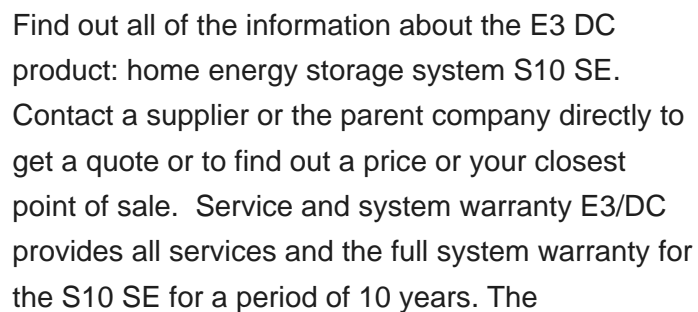 Find out all of the information about the E3 DC
product: home energy storage system S10 SE.
Contact a supplier or the parent company directly to
get a quote or to find out a price or your closest
point of sale.  Service and system warranty E3/DC
provides all services and the full system warranty for
the S10 SE for a period of 10 years. The